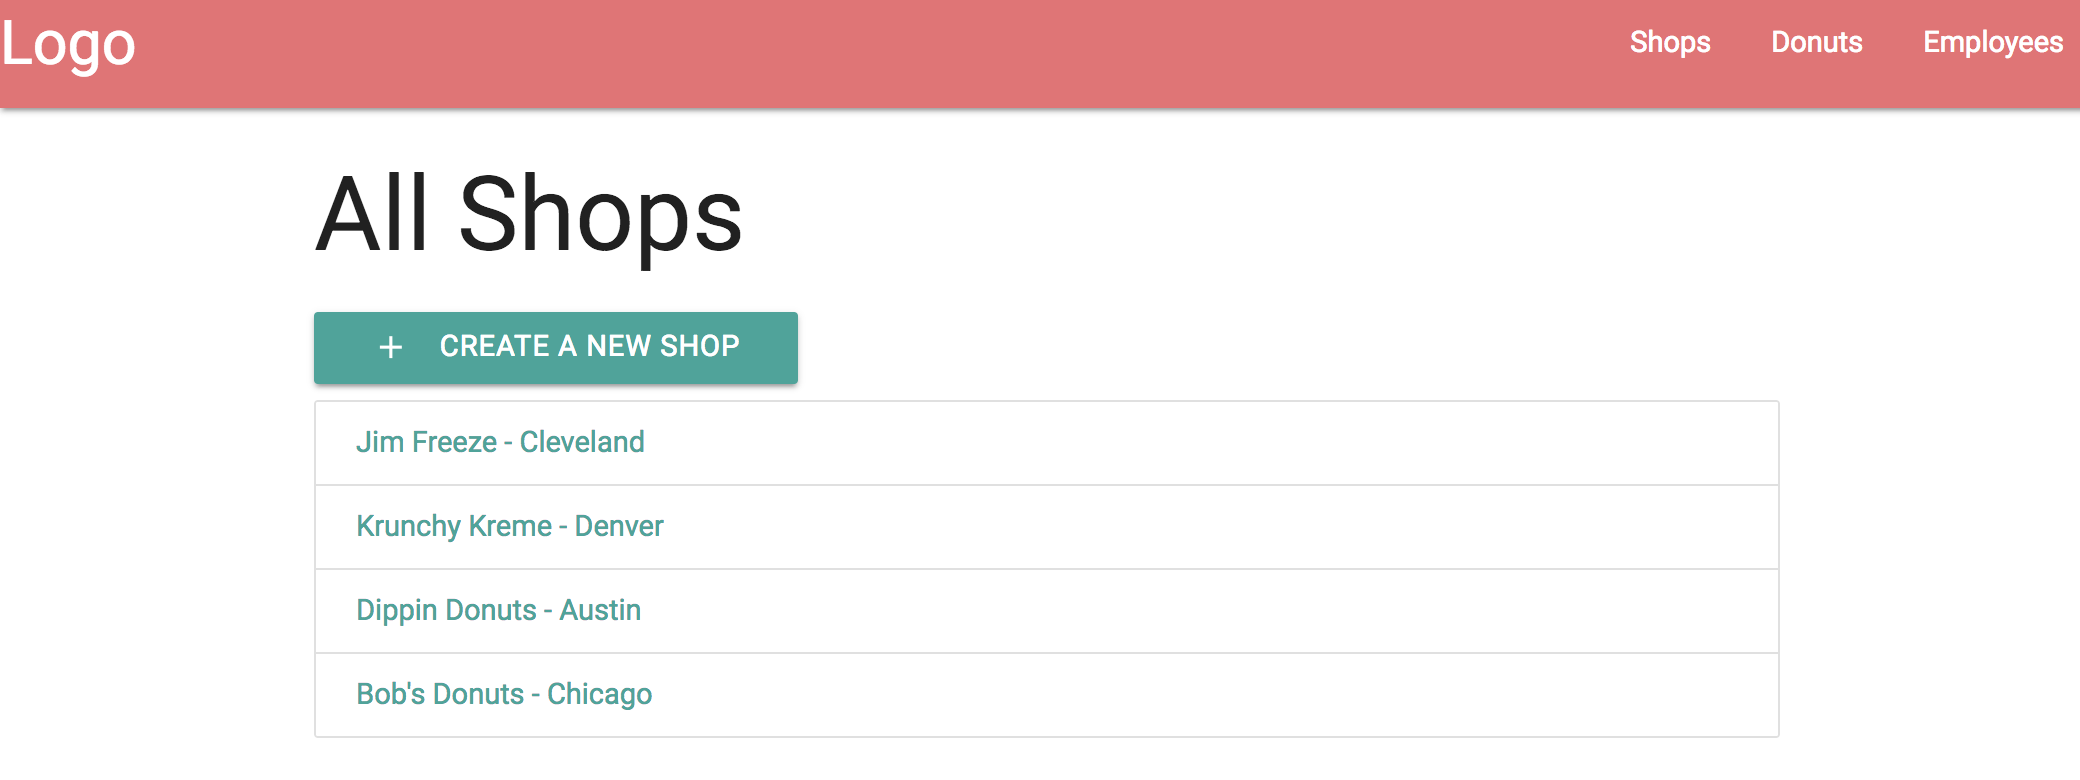 Logo
Shops Donuts Employees
All Shops
+ CREATE A NEW SHOP
Jim Freeze - Cleveland
Krunchy Kreme - Denver
Dippin Donuts - Austin
Bob's Donuts - Chicago